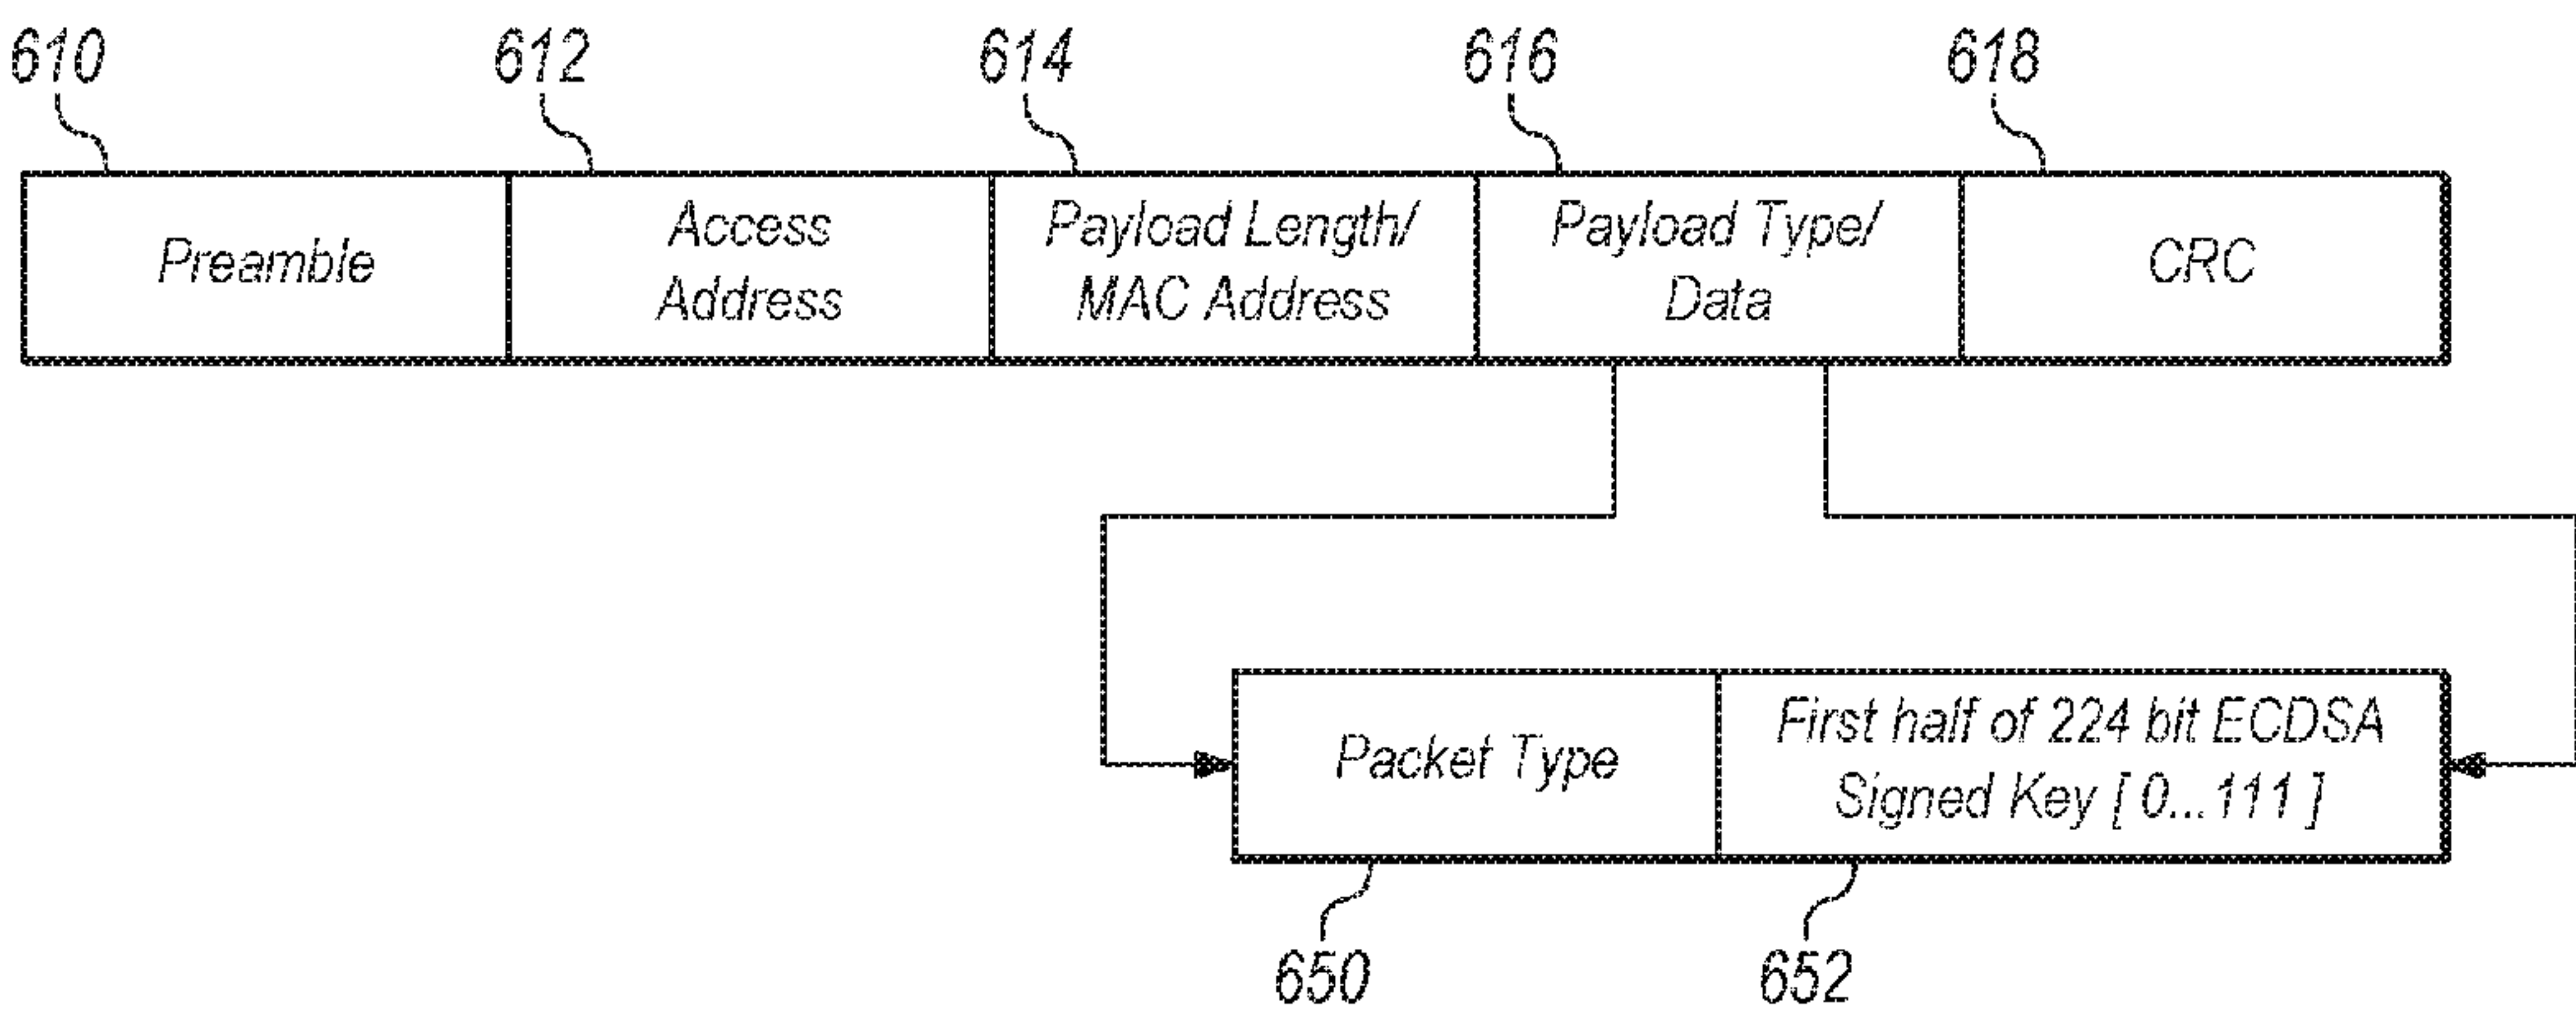 610 612 614 616 618
Preamble
Access
Address
Payload Length/
MAC Address
Payload Type/
Data
CRC
Packet Type
First half of 224 bit ECDSA
Signed Key [ 0...111 ]
650 652